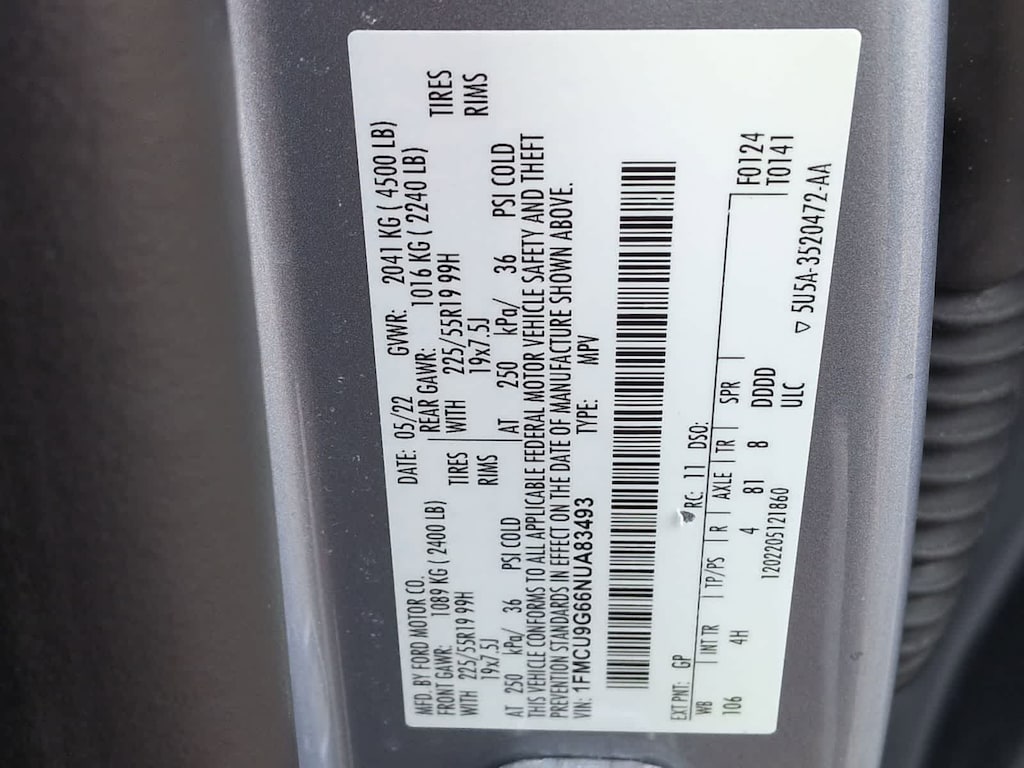 MFD. BY FORD MOTOR CO.
DATE: 05/22 GVWR: 2041 KG ( 4500 LB)
FRONT GAWR: 1089 KG ( 2400 LB) REAR GAWR: 1016 KG ( 2240 LB)
WITH 225/55R19 99H TIRES WITH 225/55R19 99H TIRES
19x7.5J RIMS 19x7.5J RIMS
AT 250 kPa/ 36 PSI COLD AT 250 kPa/ 36 PSI COLD
THIS VEHICLE CONFORMS TO ALL APPLICABLE FEDERAL MOTOR VEHICLE SAFETY AND THEFT
PREVENTION STANDARDS IN EFFECT ON THE DATE OF MANUFACTURE SHOWN ABOVE.
VIN: 1FMCU9G66NUA83493 TYPE: MPV
EXT PNT: GP RC: 11 DSO:
WB INT TR TP/PS R AXLE TR SPR F0124
106 4H 4 81 8 DDDD T0141
1202205121860 ULC
▽ 5U5A-3520472-AA